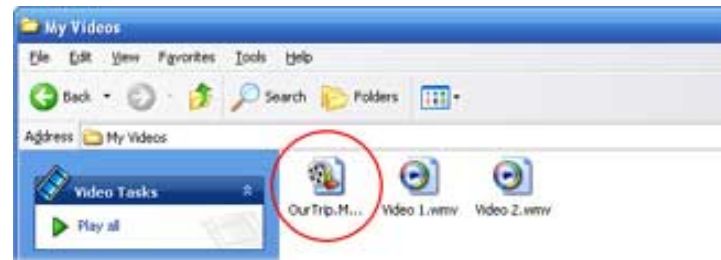 My Videos
File Edit View Favorites Tools Help
Back Search Folders
Address My Videos
Video Tasks
Play all
OurTrip.M... Video 1.wmv Video 2.wmv